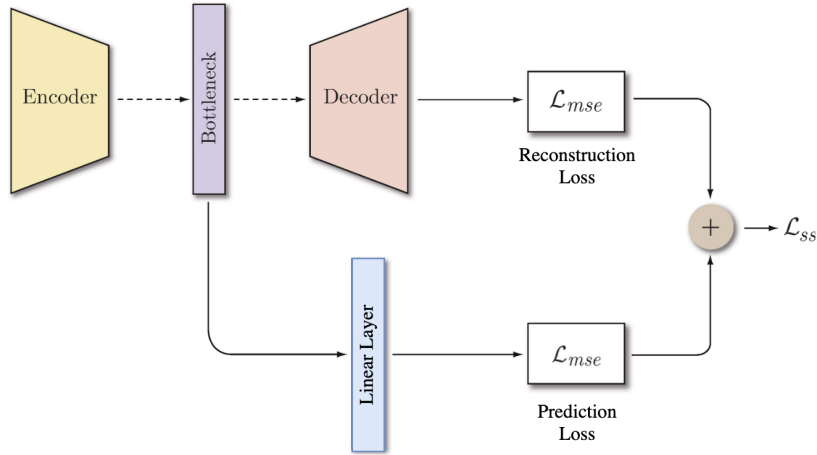 Encoder
Bottleneck
Decoder
ℒ_mse
Reconstruction
Loss
+
ℒ_ss
Linear Layer
ℒ_mse
Prediction
Loss